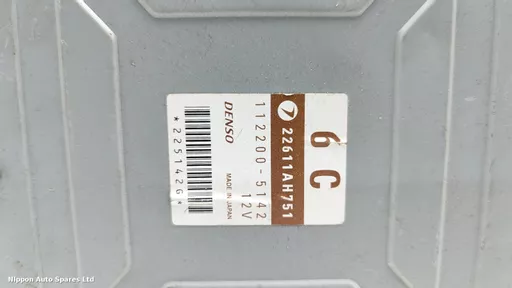 6 C
22611AH751
112200-5142
12V
DENSO
MADE IN JAPAN
*225142G*
Nippon Auto Spares Ltd